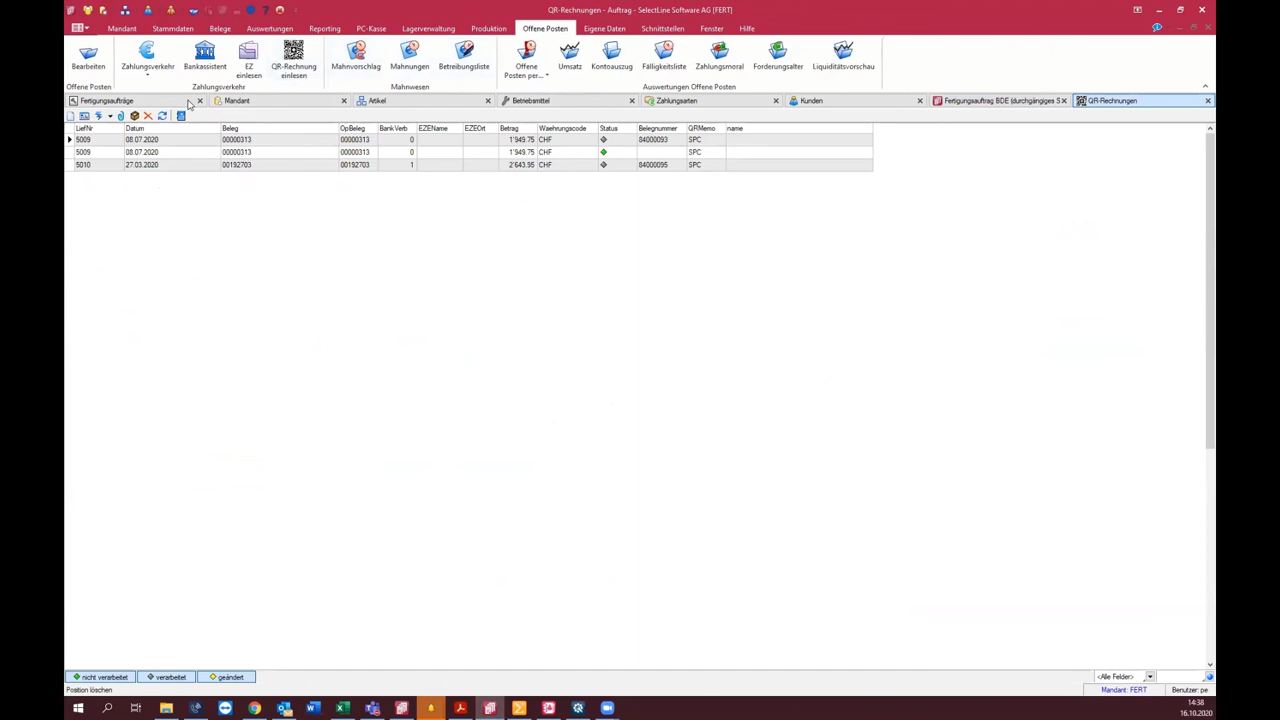 QR-Rechnungen - Auftrag - SelectLine Software AG [FERT]
Mandant Stammdaten Belege Auswertungen Reporting PC-Kasse Lagerverwaltung Produktion Offene Posten Eigene Daten Schnittstellen Fenster Hilfe
Bearbeiten Zahlungsverkehr Bankassistent EZ einlesen QR-Rechnung einlesen Mahnvorschlag Mahnungen Betreibungsliste Offene Posten per... Umsatz Kontoauszug Fälligkeitsliste Zahlungsmoral Forderungsalter Liquiditätsvorschau
Offene Posten Zahlungsverkehr Mahnwesen Auswertungen Offene Posten
Fertigungsaufträge Mandant Artikel Betriebsmittel Zahlungsarten Kunden Fertigungsauftrag BDE (durchgängiges S QR-Rechnungen
LiefNr Datum Beleg OpBeleg BankVerb EZEName EZEOrt Betrag Waehrungscode Status Belegnummer QRMemo name
5009 08.07.2020 00000313 00000313 0 1'949.75 CHF 84000093 SPC
5009 08.07.2020 00000313 00000313 0 1'949.75 CHF SPC
5010 27.03.2020 00192703 00192703 1 2'643.95 CHF 84000095 SPC
nicht verarbeitet verarbeitet geändert <Alle Felder>
Position löschen Mandant: FERT Benutzer: pe
14:38
16.10.2020